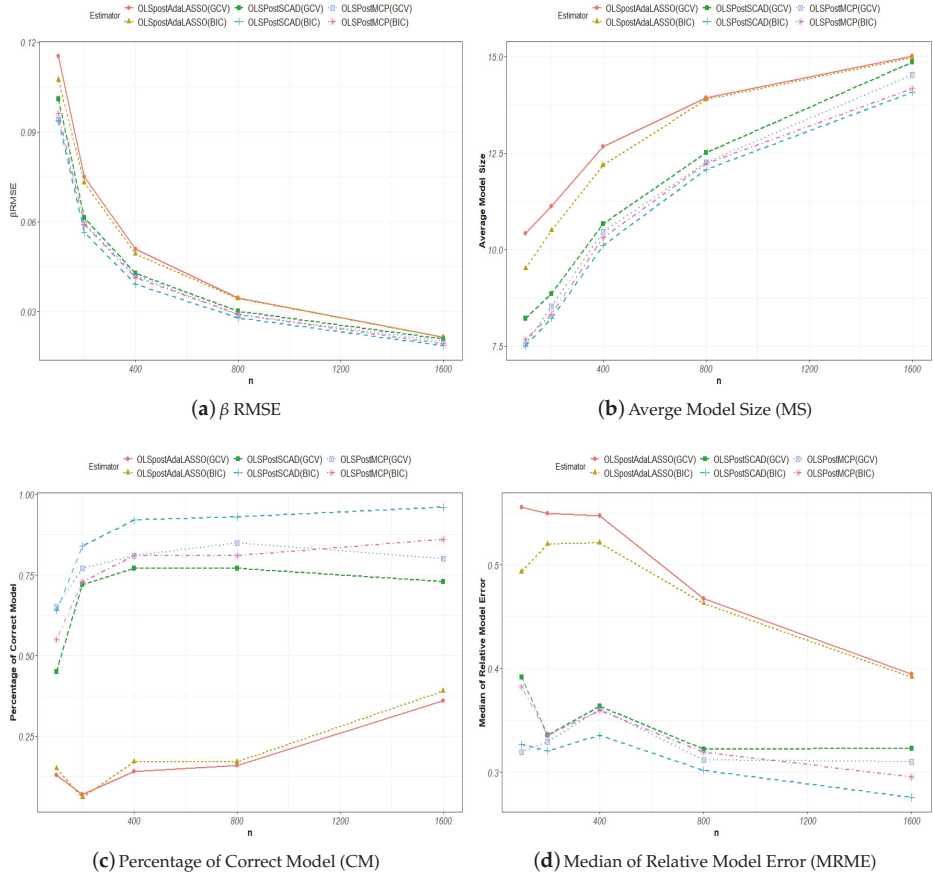 Estimator
OLSpostAdaLASSO(GCV) OLSPostSCAD(GCV) OLSPostMCP(GCV)
OLSpostAdaLASSO(BIC) OLSPostSCAD(BIC) OLSPostMCP(BIC)
0.12
0.09
0.06
0.03
βRMSE
400 800 1200 1600
n
(a) β RMSE
Estimator
OLSpostAdaLASSO(GCV) OLSPostSCAD(GCV) OLSPostMCP(GCV)
OLSpostAdaLASSO(BIC) OLSPostSCAD(BIC) OLSPostMCP(BIC)
15.0
12.5
10.0
7.5
Average Model Size
400 800 1200 1600
n
(b) Averge Model Size (MS)
Estimator
OLSpostAdaLASSO(GCV) OLSPostSCAD(GCV) OLSPostMCP(GCV)
OLSpostAdaLASSO(BIC) OLSPostSCAD(BIC) OLSPostMCP(BIC)
1.00
0.75
0.50
0.25
Percentage of Correct Model
400 800 1200 1600
n
(c) Percentage of Correct Model (CM)
Estimator
OLSpostAdaLASSO(GCV) OLSPostSCAD(GCV) OLSPostMCP(GCV)
OLSpostAdaLASSO(BIC) OLSPostSCAD(BIC) OLSPostMCP(BIC)
0.5
0.4
0.3
Median of Relative Model Error
400 800 1200 1600
n
(d) Median of Relative Model Error (MRME)